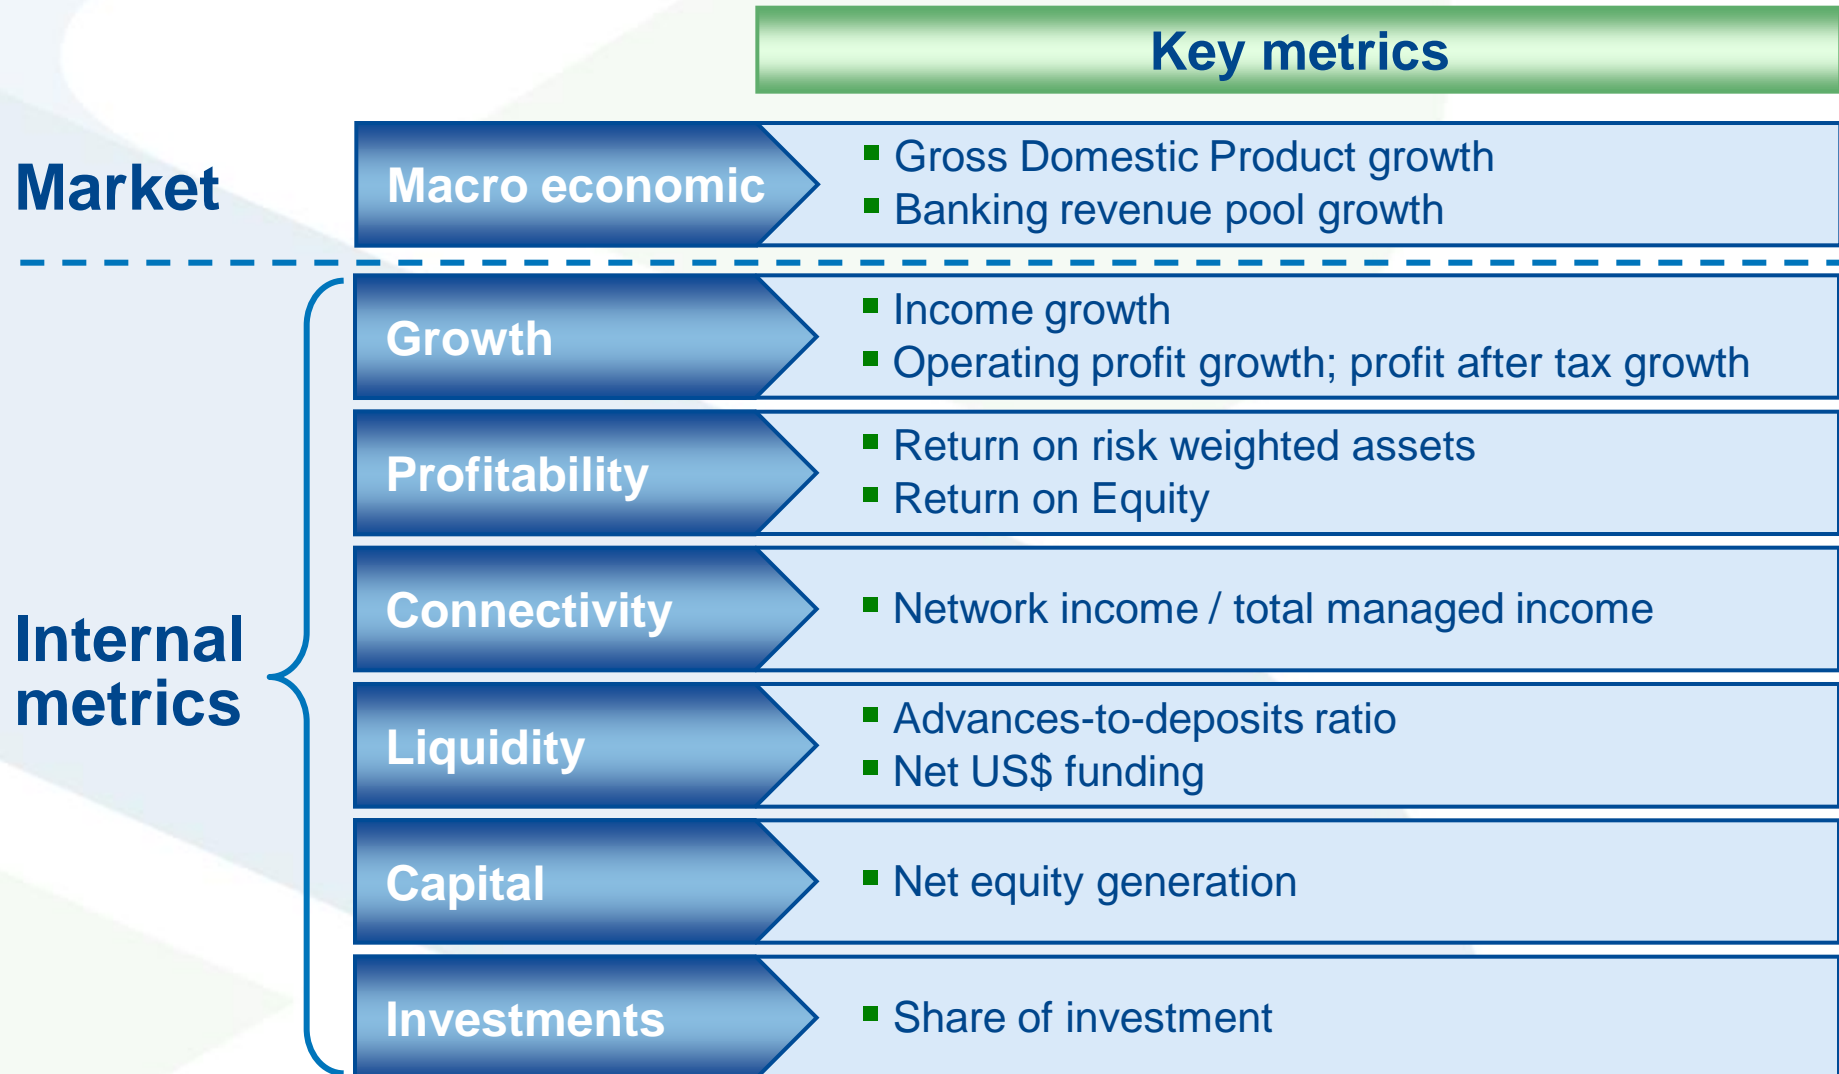 Key metrics
Market
Macro economic
▪ Gross Domestic Product growth
▪ Banking revenue pool growth
Internal
metrics
Growth
▪ Income growth
▪ Operating profit growth; profit after tax growth
Profitability
▪ Return on risk weighted assets
▪ Return on Equity
Connectivity
▪ Network income / total managed income
Liquidity
▪ Advances-to-deposits ratio
▪ Net US$ funding
Capital
▪ Net equity generation
Investments
▪ Share of investment